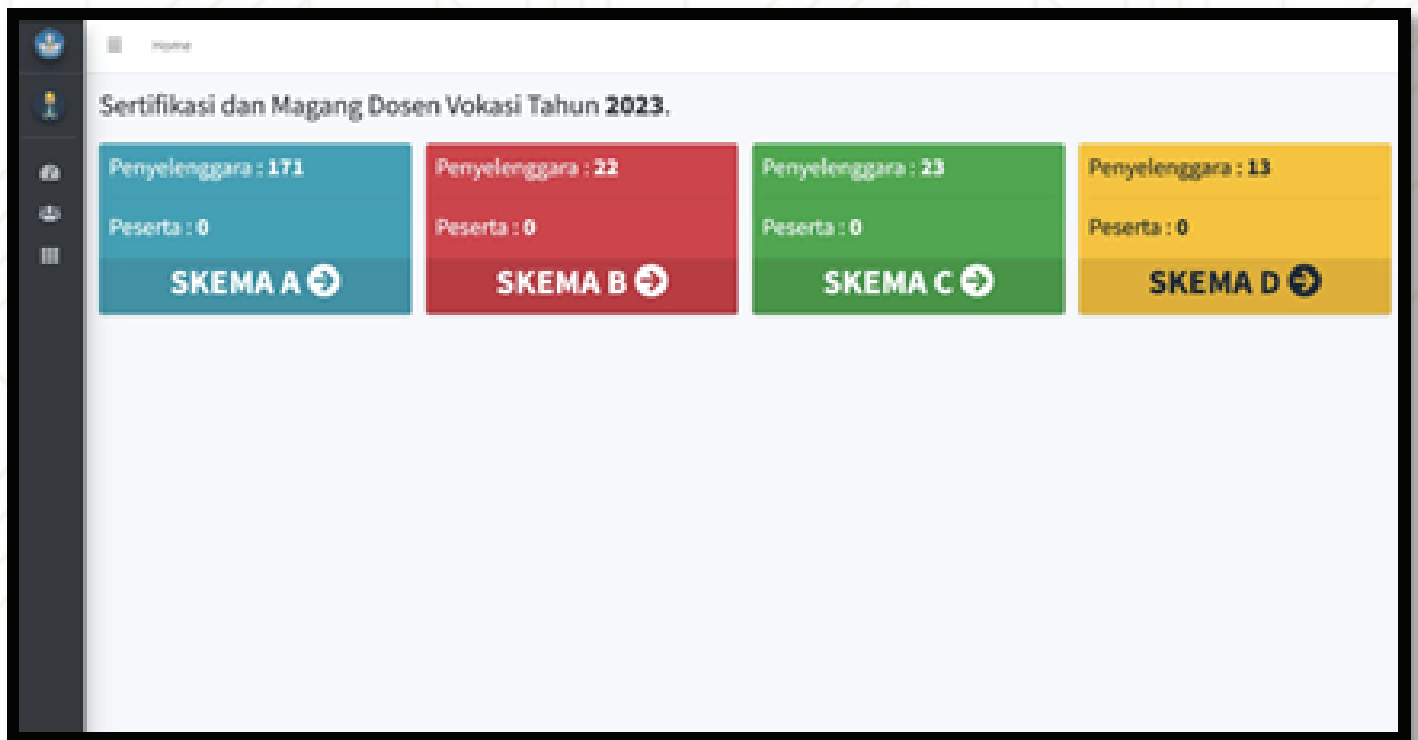 Home
Sertifikasi dan Magang Dosen Vokasi Tahun 2023.
Penyelenggara : 171
Peserta : 0
SKEMA A
Penyelenggara : 22
Peserta : 0
SKEMA B
Penyelenggara : 23
Peserta : 0
SKEMA C
Penyelenggara : 13
Peserta : 0
SKEMA D